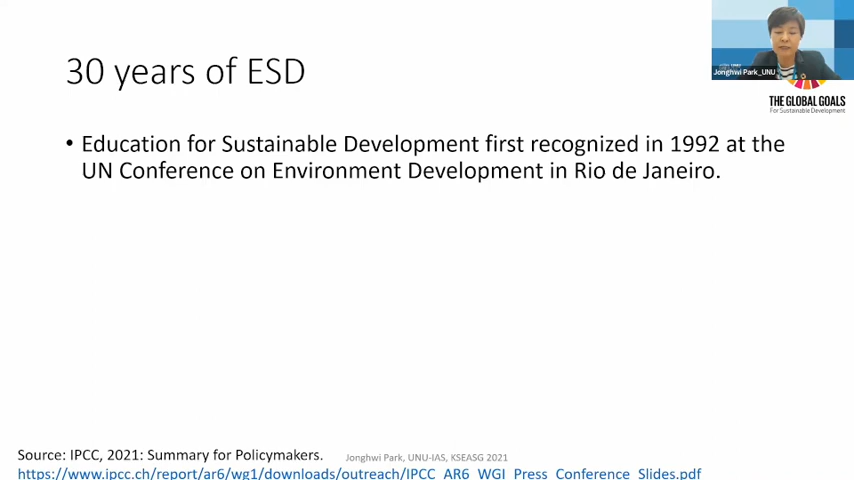 Jonghwi Park_UNU
30 years of ESD
THE GLOBAL GOALS
For Sustainable Development
• Education for Sustainable Development first recognized in 1992 at the
UN Conference on Environment Development in Rio de Janeiro.
Source: IPCC, 2021: Summary for Policymakers.
Jonghwi Park, UNU-IAS, KSEASG 2021
https://www.ipcc.ch/report/ar6/wg1/downloads/outreach/IPCC_AR6_WGI_Press_Conference_Slides.pdf